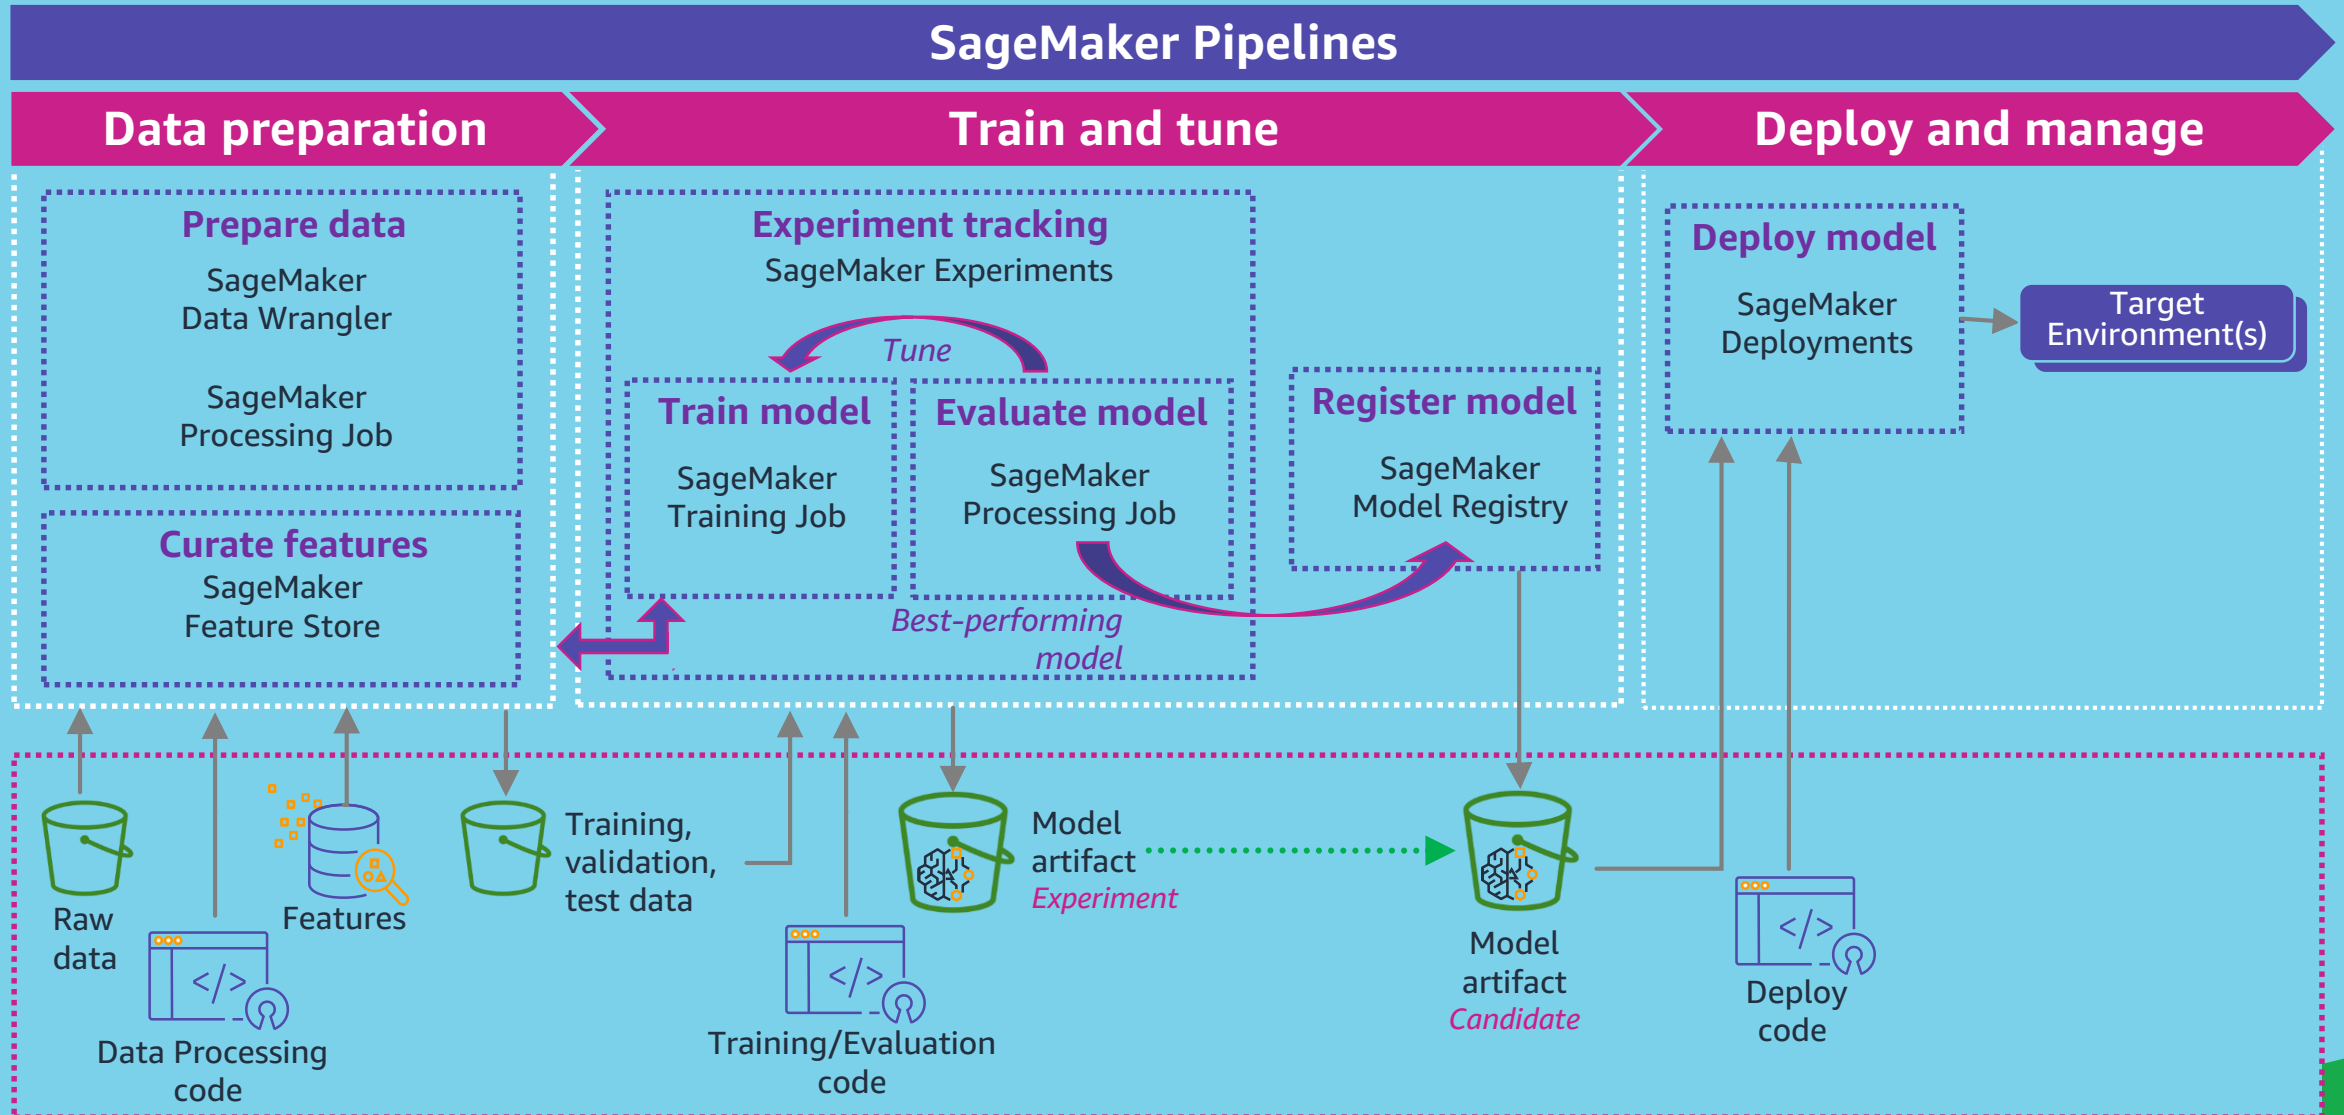 SageMaker Pipelines
Data preparation
Train and tune
Deploy and manage
Prepare data
SageMaker
Data Wrangler
SageMaker
Processing Job
Curate features
SageMaker
Feature Store
Experiment tracking
SageMaker Experiments
Tune
Train model
SageMaker
Training Job
Evaluate model
SageMaker
Processing Job
Best-performing
model
Register model
SageMaker
Model Registry
Deploy model
SageMaker
Deployments
Target
Environment(s)
Raw
data
</>
Data Processing
code
Features
Training,
validation,
test data
</>
Training/Evaluation
code
Model
artifact
Experiment
Model
artifact
Candidate
</>
Deploy
code